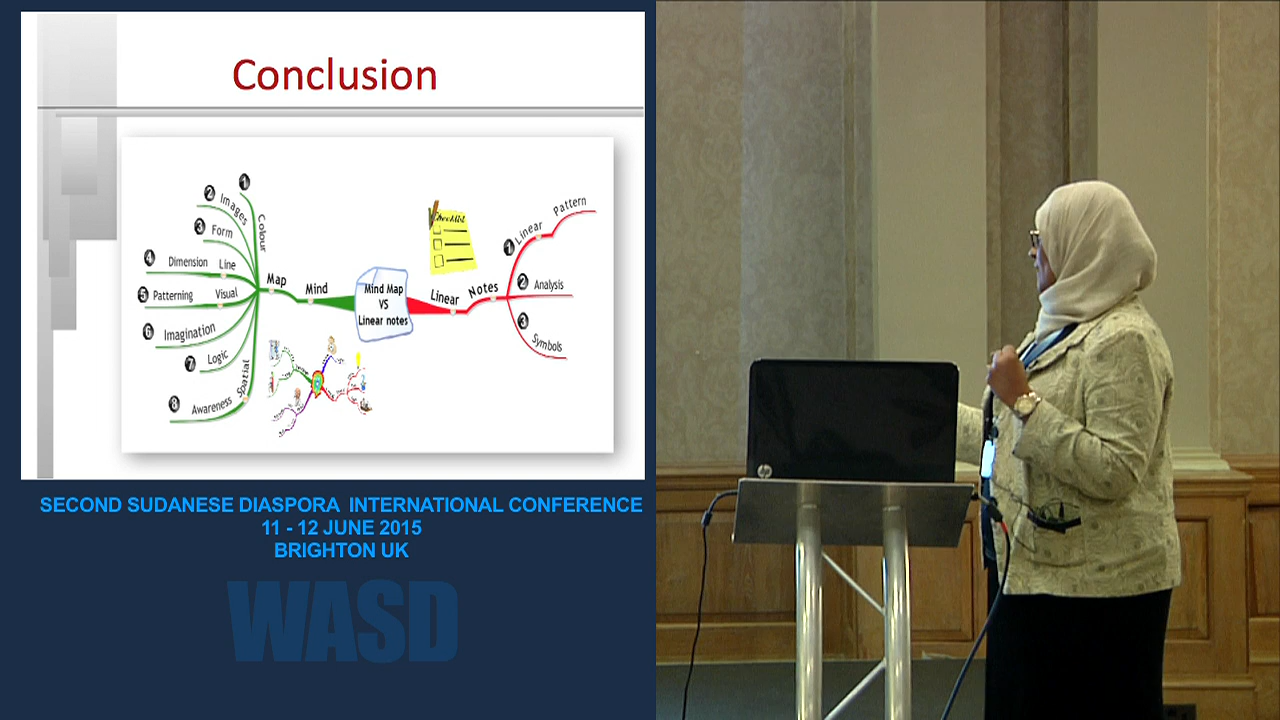 Conclusion
1
Colour
2 Images
3 Form
4 Dimension Line
5 Patterning Visual
6 Imagination
7 Logic
8 Awareness Spatial
Map Mind
Mind Map
VS
Linear notes
Checklist
Linear Notes
1 Linear Pattern
2 Analysis
3 Symbols
SECOND SUDANESE DIASPORA INTERNATIONAL CONFERENCE
11 - 12 JUNE 2015
BRIGHTON UK
WASD
hp